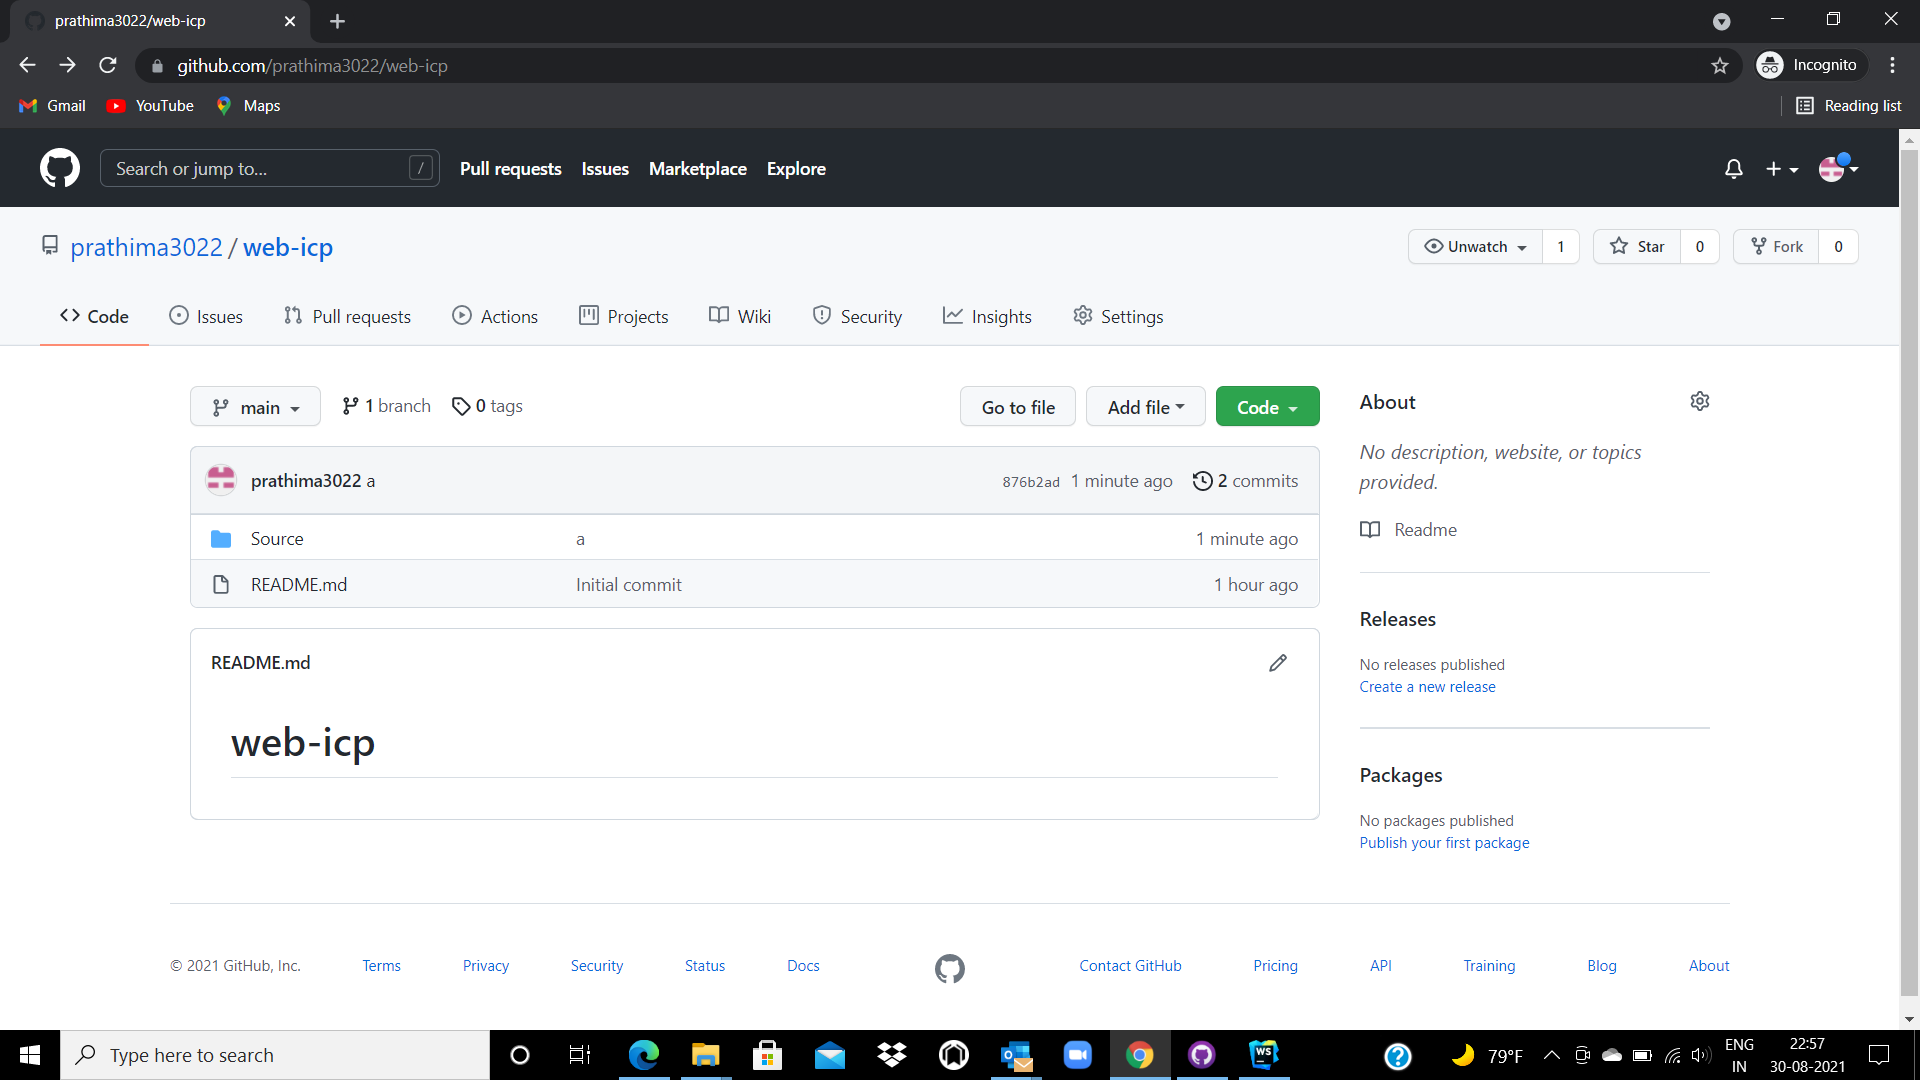 prathima3022/web-icp
github.com/prathima3022/web-icp
Incognito
Gmail YouTube Maps Reading list
Search or jump to... / Pull requests Issues Marketplace Explore
prathima3022 / web-icp Unwatch 1 Star 0 Fork 0
Code Issues Pull requests Actions Projects Wiki Security Insights Settings
main 1 branch 0 tags Go to file Add file Code
prathima3022 a 876b2ad 1 minute ago 2 commits
Source a 1 minute ago
README.md Initial commit 1 hour ago
README.md
web-icp
About
No description, website, or topics
provided.
Readme
Releases
No releases published
Create a new release
Packages
No packages published
Publish your first package
© 2021 GitHub, Inc. Terms Privacy Security Status Docs Contact GitHub Pricing API Training Blog About
Type here to search
WS
79°F
ENG
IN
22:57
30-08-2021